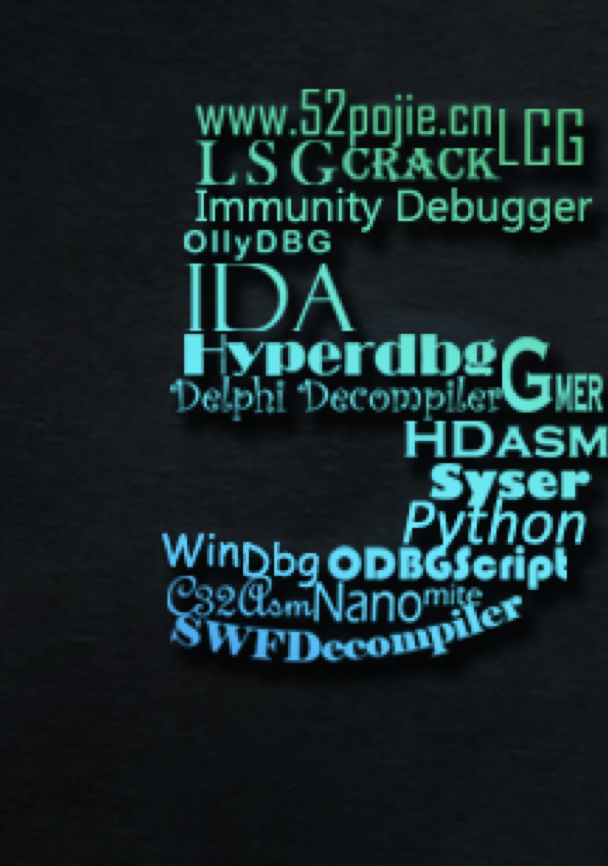 www.52pojie.cn LCG
LSG CRACK
Immunity Debugger
OllyDBG
IDA
Hyperdbg GMER
Delphi Decompiler
HDASM
Syser
Python
WinDbg ODBGScript
C32Asm Nanomite
SWFDecompiler